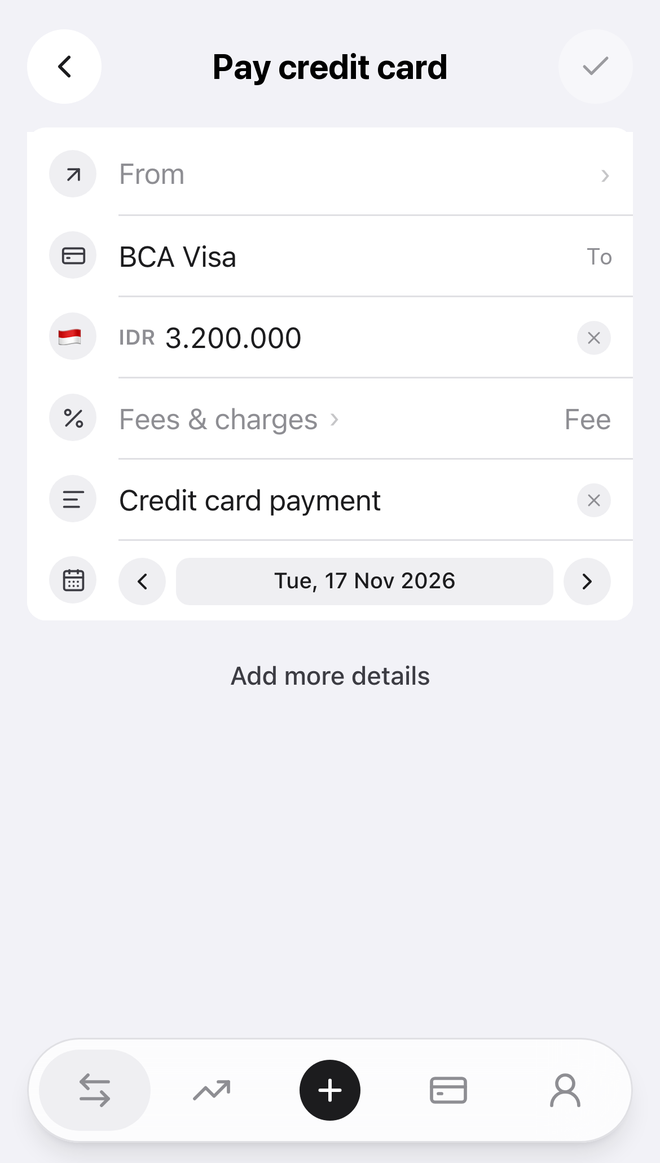 Pay credit card
From
BCA Visa To
IDR 3.200.000
Fees & charges Fee
Credit card payment
Tue, 17 Nov 2026
Add more details